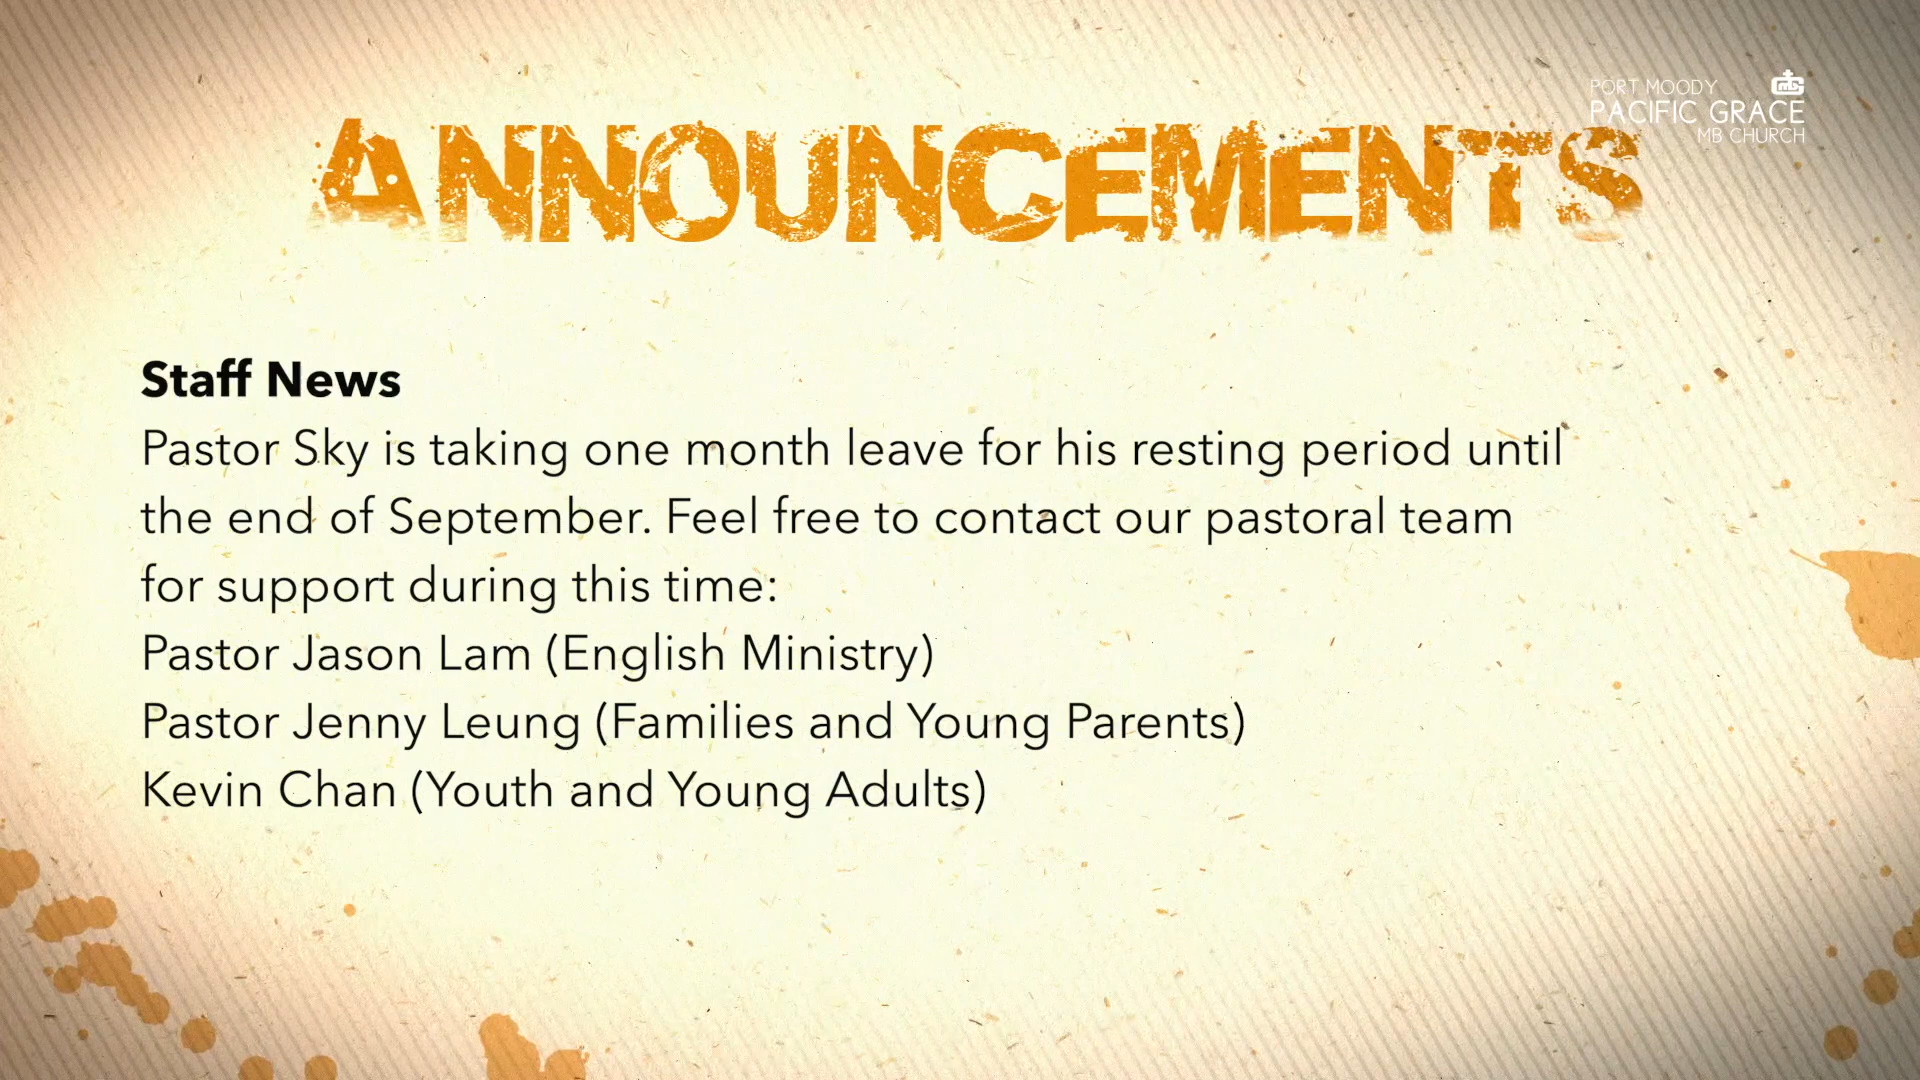 PORT MOODY
PACIFIC GRACE
MB CHURCH
ANNOUNCEMENTS
Staff News
Pastor Sky is taking one month leave for his resting period until
the end of September. Feel free to contact our pastoral team
for support during this time:
Pastor Jason Lam (English Ministry)
Pastor Jenny Leung (Families and Young Parents)
Kevin Chan (Youth and Young Adults)